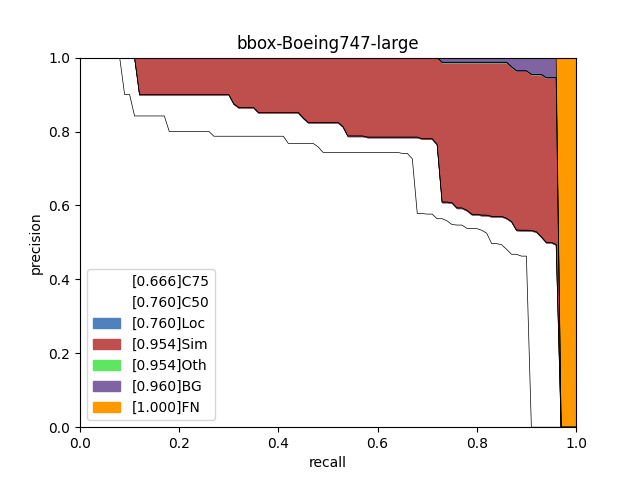 bbox-Boeing747-large
precision
1.0
0.8
0.6
0.4
0.2
0.0
[0.666]C75
[0.760]C50
[0.760]Loc
[0.954]Sim
[0.954]Oth
[0.960]BG
[1.000]FN
0.0 0.2 0.4 0.6 0.8 1.0
recall